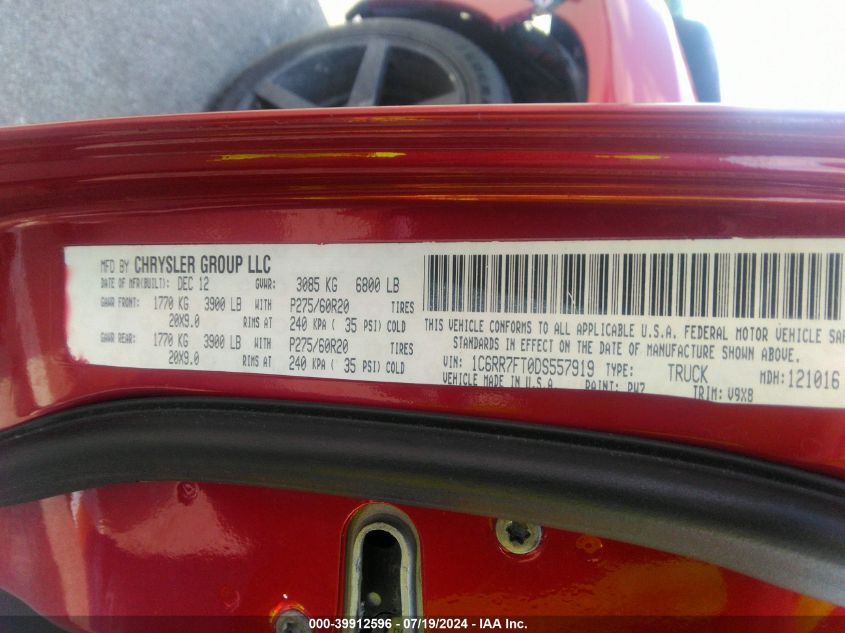 MFD BY CHRYSLER GROUP LLC
DATE OF MFR(BUILT): DEC 12 GVWR: 3085 KG 6800 LB
GAWR FRONT: 1770 KG 3900 LB WITH P275/60R20 TIRES
20X9.0 RIMS AT 240 KPA ( 35 PSI) COLD
GAWR REAR: 1770 KG 3900 LB WITH P275/60R20 TIRES
20X9.0 RIMS AT 240 KPA ( 35 PSI) COLD
THIS VEHICLE CONFORMS TO ALL APPLICABLE U.S.A. FEDERAL MOTOR VEHICLE SAF
STANDARDS IN EFFECT ON THE DATE OF MANUFACTURE SHOWN ABOVE.
VIN: 1C6RR7FT0DS557919 TYPE: TRUCK MDH: 121016
VEHICLE MADE IN U.S.A PAINT: TRIM: V9X8
000-39912596 - 07/19/2024 - IAA Inc.